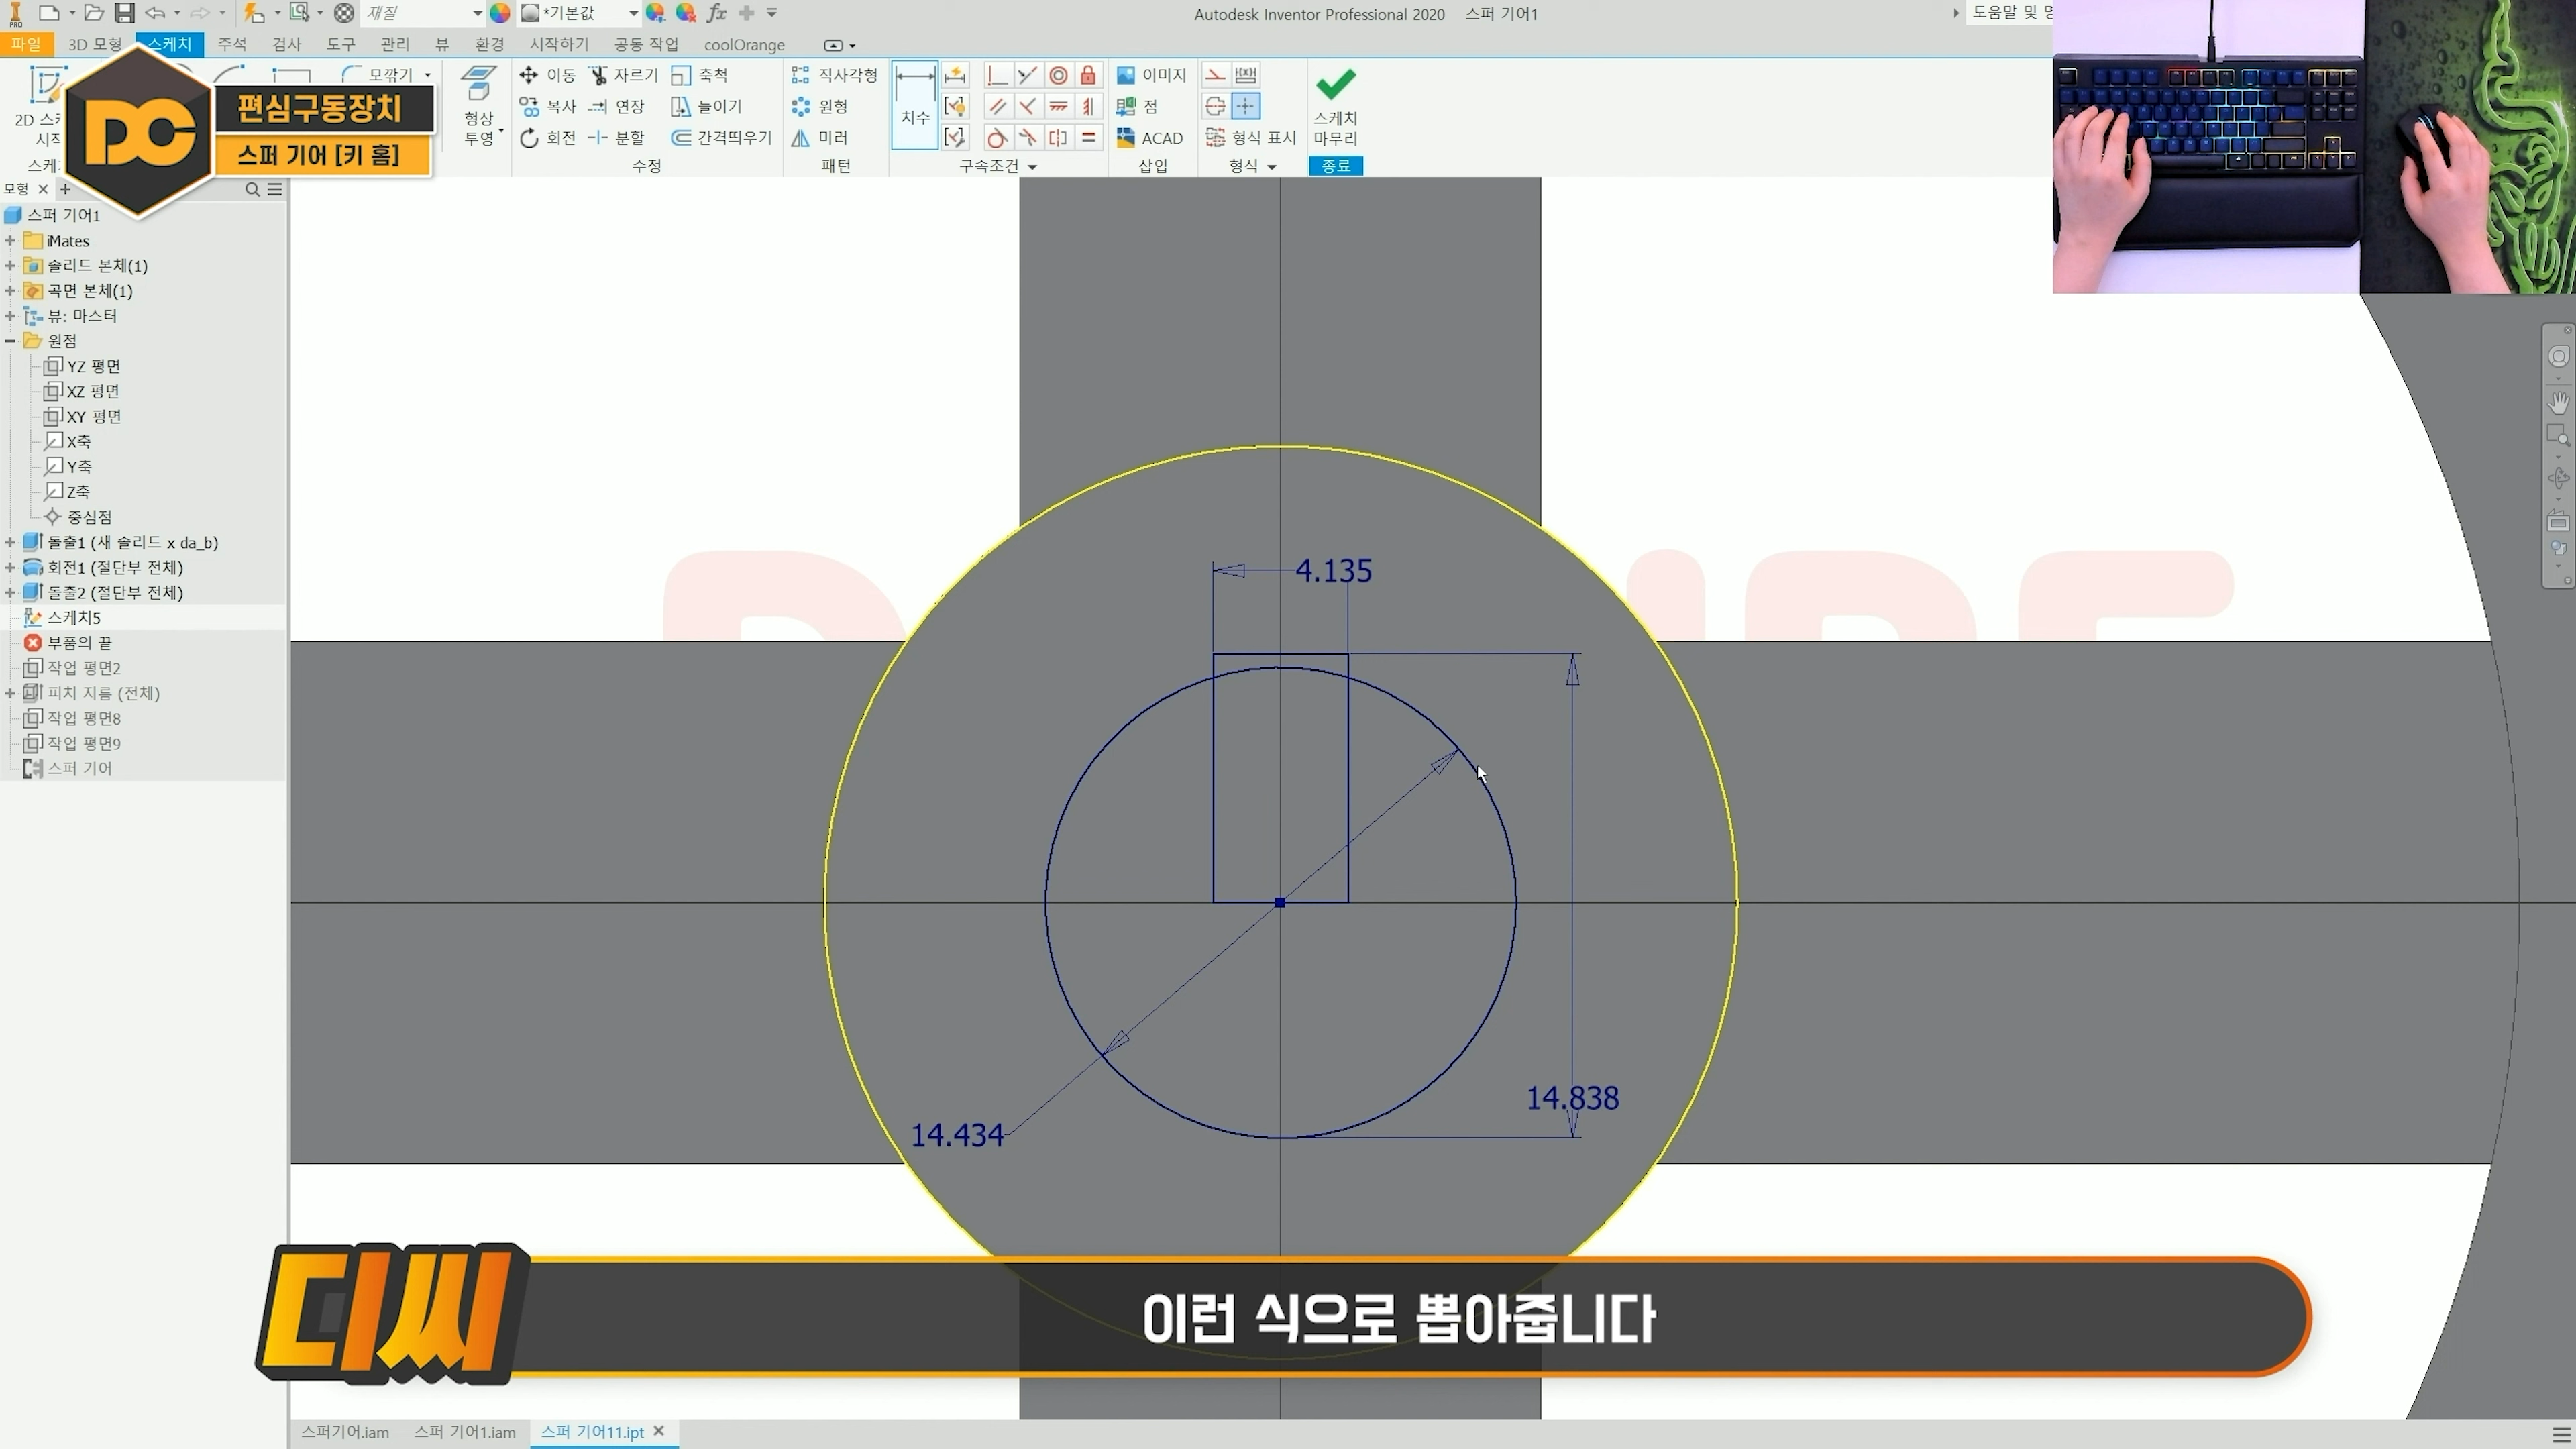 PRO
재질
*기본값
fx
Autodesk Inventor Professional 2020 스퍼 기어1
도움말 및 명
파일 3D 모형 스케치 주석 검사 도구 관리 뷰 환경 시작하기 공동 작업 coolOrange
모깎기
이동 자르기 축척
복사 연장 늘이기
회전 분할 간격띄우기
수정
형상
투영
직사각형
원형
미러
패턴
치수
구속조건
이미지
점
ACAD
삽입
형식 표시
형식
스케치
마무리
종료
2D 스케
시작
스케
DC
편심구동장치
스퍼 기어 [키 홈]
모형
스퍼 기어1
iMates
솔리드 본체(1)
곡면 본체(1)
뷰: 마스터
원점
YZ 평면
XZ 평면
XY 평면
X축
Y축
Z축
중심점
돌출1 (새 솔리드 x da_b)
회전1 (절단부 전체)
돌출2 (절단부 전체)
스케치5
부품의 끝
작업 평면2
피치 지름 (전체)
작업 평면8
작업 평면9
스퍼 기어
4.135
14.838
14.434
디씨
이런 식으로 뽑아줍니다
스퍼기어.iam 스퍼 기어1.iam 스퍼 기어11.ipt